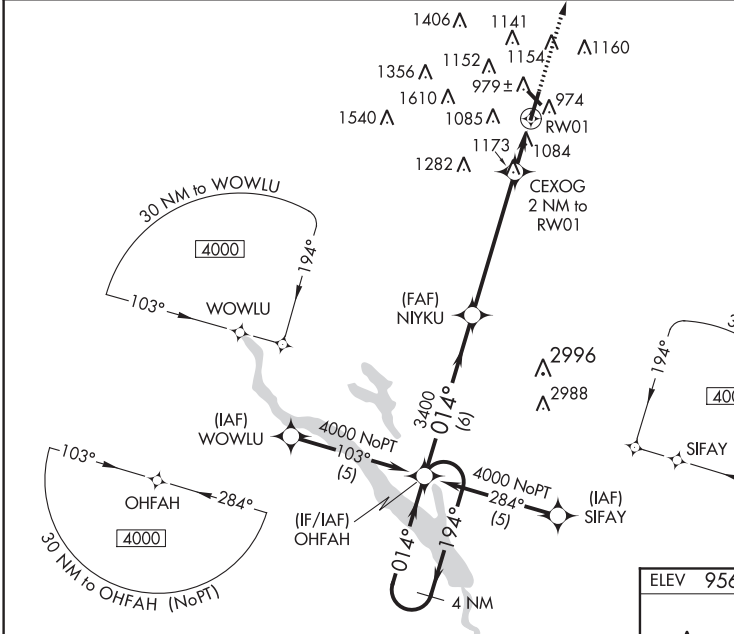 1406
1141
1154
1160
1152
1356
979±
1610
974
1540
1085
RW01
1173
1084
1282
CEXOG
2 NM to
RW01
30 NM to WOWLU
4000
194°
103°
WOWLU
(FAF)
NIYKU
2996
2988
194°
SIFAY
3400
014°
(6)
(IAF)
WOWLU
4000 NoPT
103°
(5)
4000 NoPT
284°
(5)
(IAF)
SIFAY
103°
OHFAH
284°
4000
30 NM to OHFAH (NoPT)
(IF/IAF)
OHFAH
014°
194°
4 NM
ELEV 956